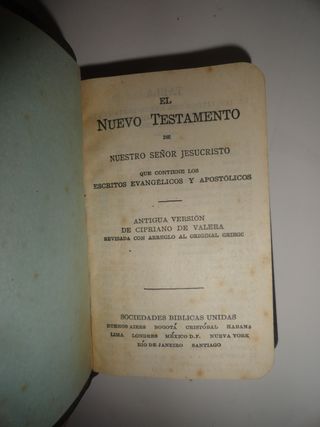 EL
NUEVO TESTAMENTO
DE
NUESTRO SEÑOR JESUCRISTO
QUE CONTIENE LOS
ESCRITOS EVANGÉLICOS Y APOSTÓLICOS
ANTIGUA VERSIÓN
DE CIPRIANO DE VALERA
REVISADA CON ARREGLO AL ORIGINAL GRIEGO
SOCIEDADES BIBLICAS UNIDAS
BUENOS AIRES BOGOTÁ CRISTÓBAL HABANA
LIMA LONDRES MÉXICO D.F. NUEVA YORK
RIO DE JANEIRO SANTIAGO